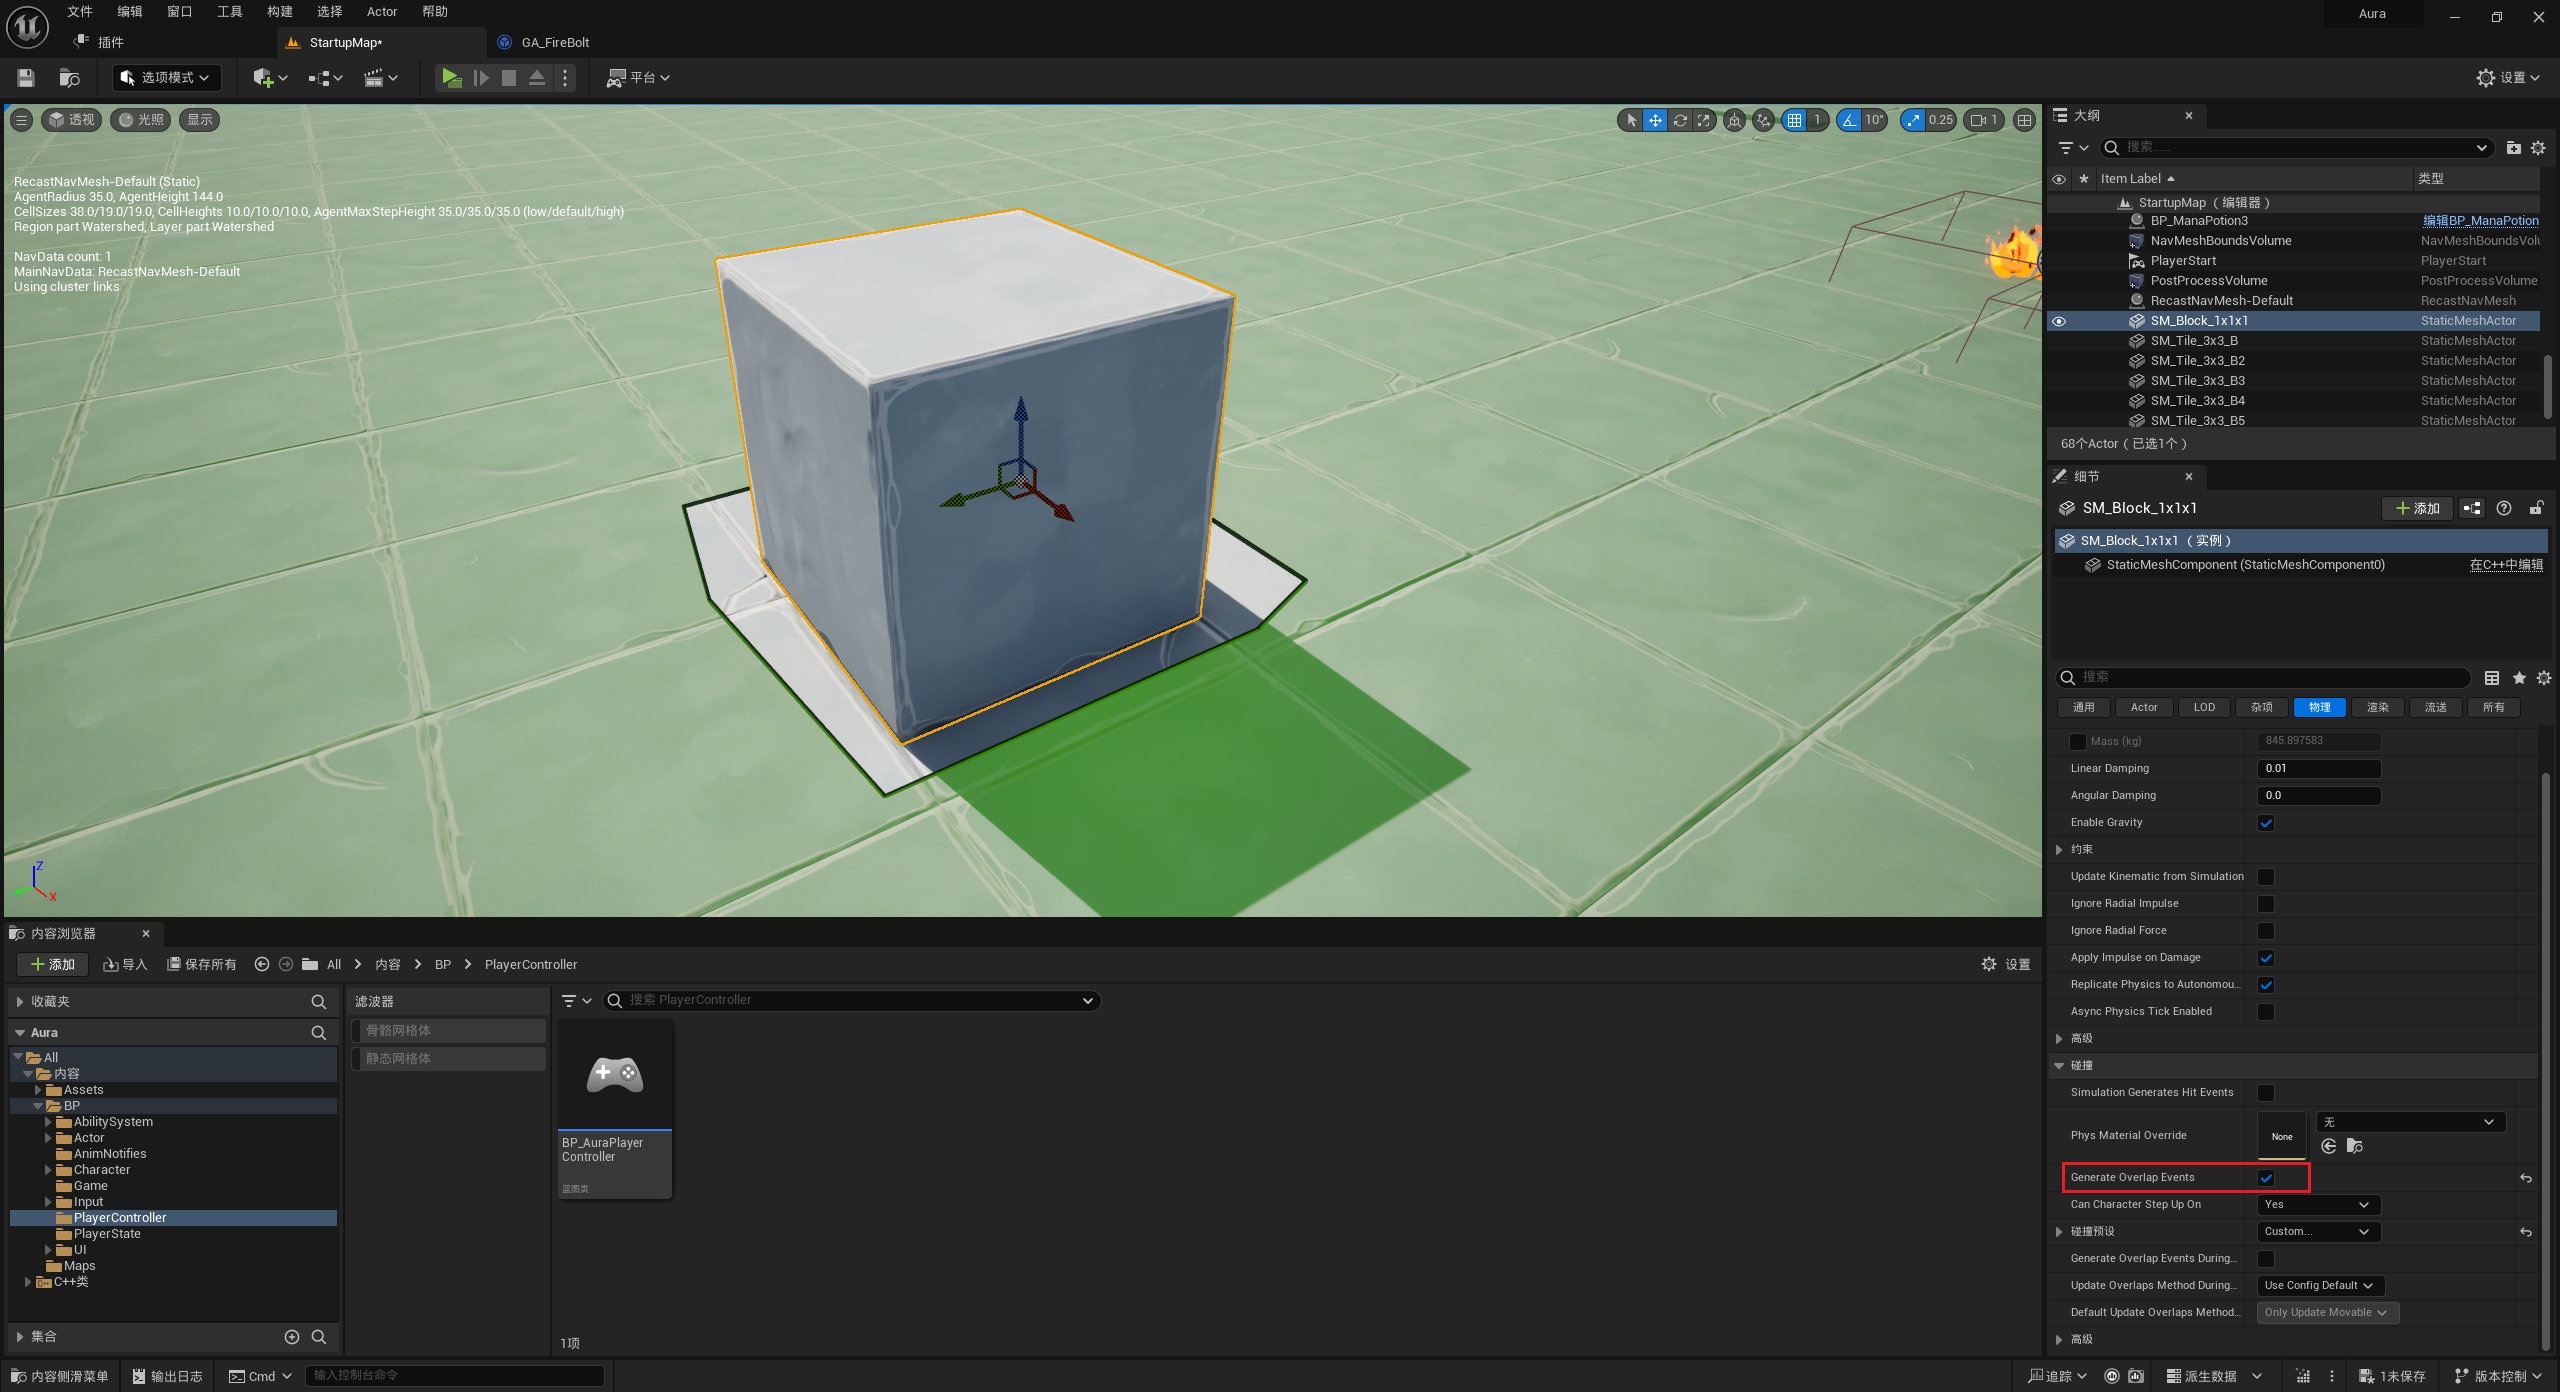 文件 编辑 窗口 工具 构建 选择 Actor 帮助
Aura
插件 StartupMap* GA_FireBolt
选项模式 平台 设置
透视 光照 显示
1 10° 0.25 1
RecastNavMesh-Default (Static)
AgentRadius 35.0, AgentHeight 144.0
CellSizes 38.0/19.0/19.0, CellHeights 10.0/10.0/10.0, AgentMaxStepHeight 35.0/35.0/35.0 (low/default/high)
Region part Watershed, Layer part Watershed
NavData count: 1
MainNavData: RecastNavMesh-Default
Using cluster links
Z
X
大纲
搜索......
Item Label 类型
StartupMap（编辑器）
BP_ManaPotion3 编辑BP_ManaPotion
NavMeshBoundsVolume NavMeshBoundsVolu
PlayerStart PlayerStart
PostProcessVolume PostProcessVolume
RecastNavMesh-Default RecastNavMesh
SM_Block_1x1x1 StaticMeshActor
SM_Tile_3x3_B StaticMeshActor
SM_Tile_3x3_B2 StaticMeshActor
SM_Tile_3x3_B3 StaticMeshActor
SM_Tile_3x3_B4 StaticMeshActor
SM_Tile_3x3_B5 StaticMeshActor
68个Actor（已选1个）
细节
SM_Block_1x1x1 添加
SM_Block_1x1x1（实例）
StaticMeshComponent (StaticMeshComponent0) 在C++中编辑
搜索
通用 Actor LOD 杂项 物理 渲染 流送 所有
Mass (kg) 845.897583
Linear Damping 0.01
Angular Damping 0.0
Enable Gravity
约束
Update Kinematic from Simulation
Ignore Radial Impulse
Ignore Radial Force
Apply Impulse on Damage
Replicate Physics to Autonomou...
Async Physics Tick Enabled
高级
碰撞
Simulation Generates Hit Events
Phys Material Override None 无
Generate Overlap Events
Can Character Step Up On Yes
碰撞预设 Custom...
Generate Overlap Events During...
Update Overlaps Method During... Use Config Default
Default Update Overlaps Method... Only Update Movable
高级
内容浏览器
添加 导入 保存所有 All 内容 BP PlayerController 设置
收藏夹
Aura
All
内容
Assets
BP
AbilitySystem
Actor
AnimNotifies
Character
Game
Input
PlayerController
PlayerState
UI
Maps
C++类
集合
滤波器
骨骼网格体
静态网格体
搜索 PlayerController
BP_AuraPlayer
Controller
蓝图类
1项
内容侧滑菜单 输出日志 Cmd 输入控制台命令 追踪 派生数据 1未保存 版本控制